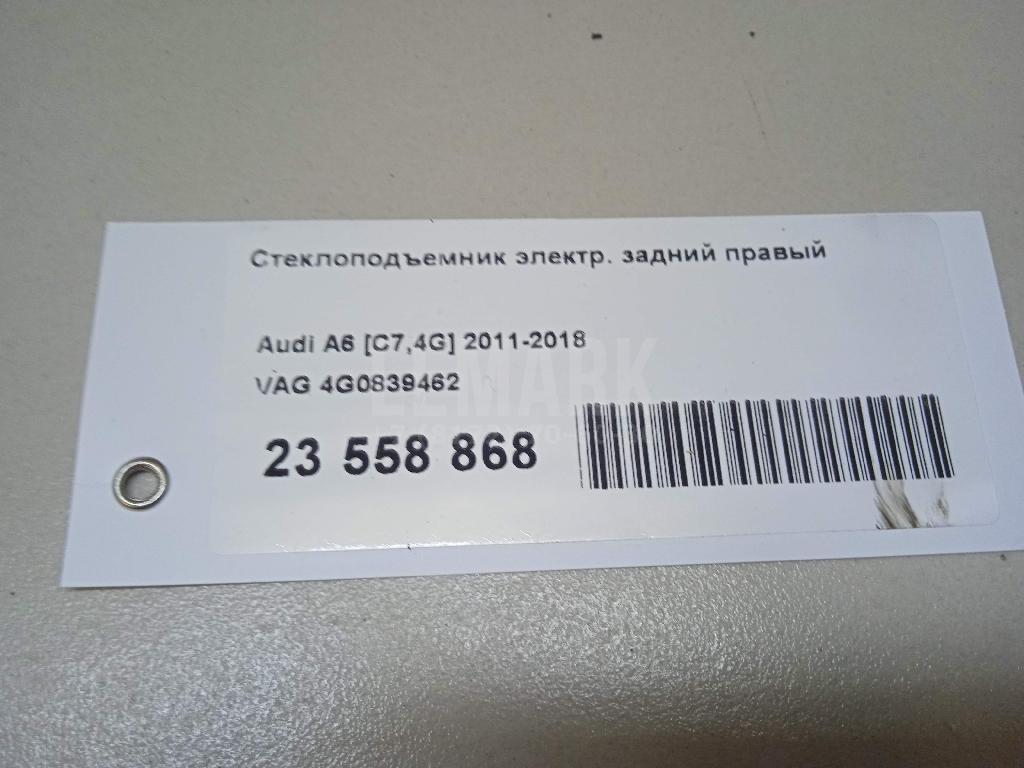 Стеклоподъемник электр. задний правый
Audi A6 [C7,4G] 2011-2018
VAG 4G0839462
23 558 868